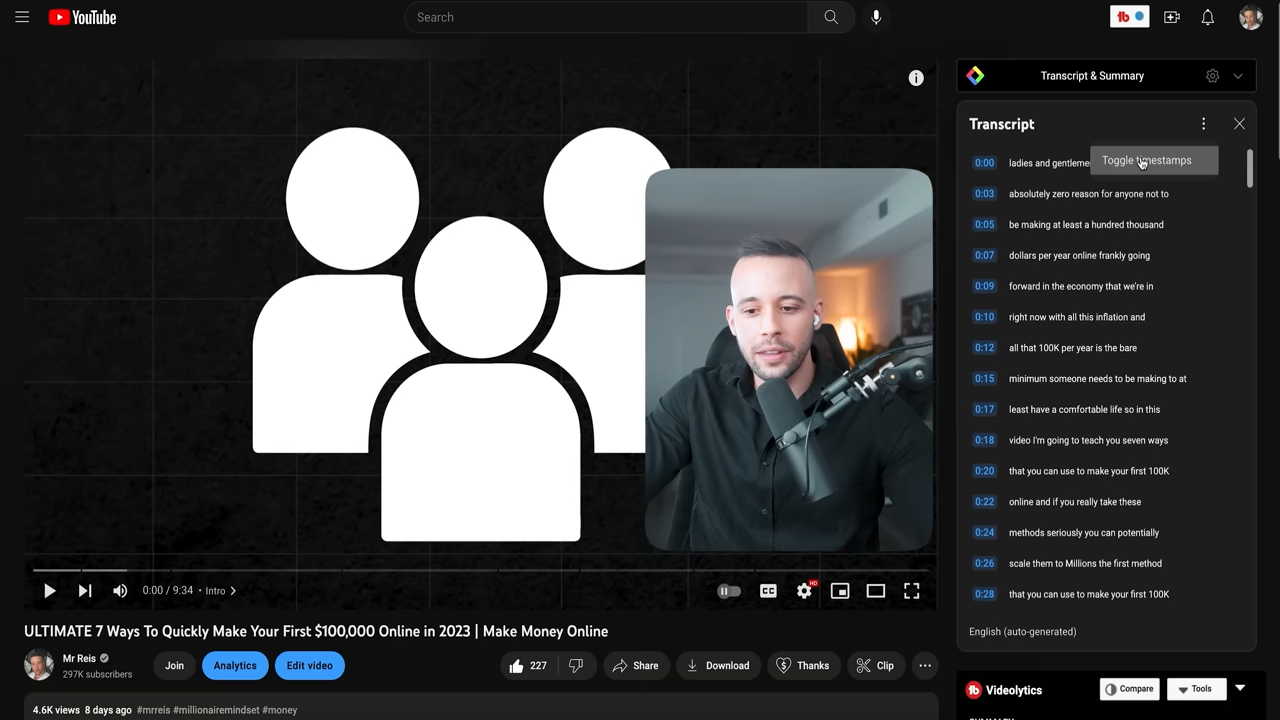 YouTube
Search
tb
Transcript & Summary
Transcript
Toggle timestamps
0:00 ladies and gentleme
0:03 absolutely zero reason for anyone not to
0:05 be making at least a hundred thousand
0:07 dollars per year online frankly going
0:09 forward in the economy that we're in
0:10 right now with all this inflation and
0:12 all that 100K per year is the bare
0:15 minimum someone needs to be making to at
0:17 least have a comfortable life so in this
0:18 video I'm going to teach you seven ways
0:20 that you can use to make your first 100K
0:22 online and if you really take these
0:24 methods seriously you can potentially
0:26 scale them to Millions the first method
0:28 that you can use to make your first 100K
English (auto-generated)
0:00 / 9:34 • Intro
CC
HD
ULTIMATE 7 Ways To Quickly Make Your First $100,000 Online in 2023 | Make Money Online
Mr Reis
297K subscribers
Join
Analytics
Edit video
227
Share
Download
Thanks
Clip
4.6K views 8 days ago #mrreis #millionairemindset #money
tb Videolytics
Compare
Tools